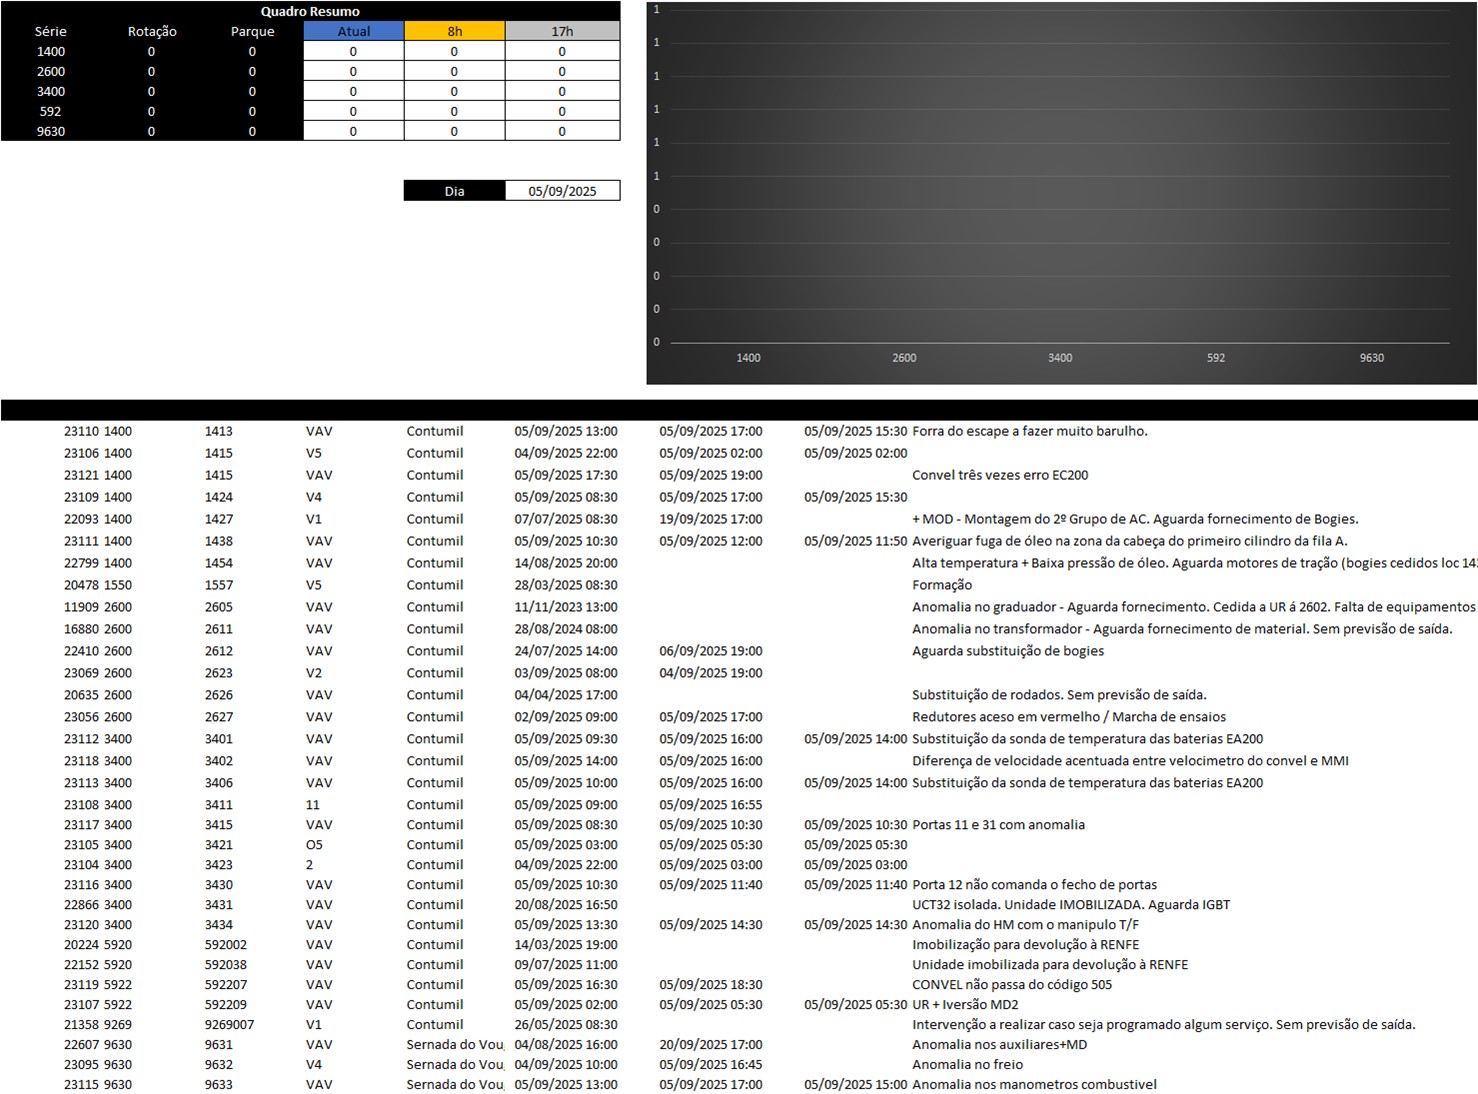 Quadro Resumo
Série Rotação Parque Atual 8h 17h
1400 0 0 0 0 0
2600 0 0 0 0 0
3400 0 0 0 0 0
592 0 0 0 0 0
9630 0 0 0 0 0
Dia 05/09/2025
1
1
1
1
1
1
0
0
0
0
0
1400 2600 3400 592 9630
23110 1400 1413 VAV Contumil 05/09/2025 13:00 05/09/2025 17:00 05/09/2025 15:30 Forra do escape a fazer muito barulho.
23106 1400 1415 V5 Contumil 04/09/2025 22:00 05/09/2025 02:00 05/09/2025 02:00
23121 1400 1415 VAV Contumil 05/09/2025 17:30 05/09/2025 19:00 Convel três vezes erro EC200
23109 1400 1424 V4 Contumil 05/09/2025 08:30 05/09/2025 17:00 05/09/2025 15:30
22093 1400 1427 V1 Contumil 07/07/2025 08:30 19/09/2025 17:00 + MOD - Montagem do 2º Grupo de AC. Aguarda fornecimento de Bogies.
23111 1400 1438 VAV Contumil 05/09/2025 10:30 05/09/2025 12:00 05/09/2025 11:50 Averiguar fuga de óleo na zona da cabeça do primeiro cilindro da fila A.
22799 1400 1454 VAV Contumil 14/08/2025 20:00 Alta temperatura + Baixa pressão de óleo. Aguarda motores de tração (bogies cedidos loc 143
20478 1550 1557 V5 Contumil 28/03/2025 08:30 Formação
11909 2600 2605 VAV Contumil 11/11/2023 13:00 Anomalia no graduador - Aguarda fornecimento. Cedida a UR á 2602. Falta de equipamentos
16880 2600 2611 VAV Contumil 28/08/2024 08:00 Anomalia no transformador - Aguarda fornecimento de material. Sem previsão de saída.
22410 2600 2612 VAV Contumil 24/07/2025 14:00 06/09/2025 19:00 Aguarda substituição de bogies
23069 2600 2623 V2 Contumil 03/09/2025 08:00 04/09/2025 19:00
20635 2600 2626 VAV Contumil 04/04/2025 17:00 Substituição de rodados. Sem previsão de saída.
23056 2600 2627 VAV Contumil 02/09/2025 09:00 05/09/2025 17:00 Redutores aceso em vermelho / Marcha de ensaios
23112 3400 3401 VAV Contumil 05/09/2025 09:30 05/09/2025 16:00 05/09/2025 14:00 Substituição da sonda de temperatura das baterias EA200
23118 3400 3402 VAV Contumil 05/09/2025 14:00 05/09/2025 16:00 Diferença de velocidade acentuada entre velocimetro do convel e MMI
23113 3400 3406 VAV Contumil 05/09/2025 10:00 05/09/2025 16:00 05/09/2025 14:00 Substituição da sonda de temperatura das baterias EA200
23108 3400 3411 11 Contumil 05/09/2025 09:00 05/09/2025 16:55
23117 3400 3415 VAV Contumil 05/09/2025 08:30 05/09/2025 10:30 05/09/2025 10:30 Portas 11 e 31 com anomalia
23105 3400 3421 O5 Contumil 05/09/2025 03:00 05/09/2025 05:30 05/09/2025 05:30
23104 3400 3423 2 Contumil 04/09/2025 22:00 05/09/2025 03:00 05/09/2025 03:00
23116 3400 3430 VAV Contumil 05/09/2025 10:30 05/09/2025 11:40 05/09/2025 11:40 Porta 12 não comanda o fecho de portas
22866 3400 3431 VAV Contumil 20/08/2025 16:50 UCT32 isolada. Unidade IMOBILIZADA. Aguarda IGBT
23120 3400 3434 VAV Contumil 05/09/2025 13:30 05/09/2025 14:30 05/09/2025 14:30 Anomalia do HM com o manipulo T/F
20224 5920 592002 VAV Contumil 14/03/2025 19:00 Imobilização para devolução à RENFE
22152 5920 592038 VAV Contumil 09/07/2025 11:00 Unidade imobilizada para devolução à RENFE
23119 5922 592207 VAV Contumil 05/09/2025 16:30 05/09/2025 18:30 CONVEL não passa do código 505
23107 5922 592209 VAV Contumil 05/09/2025 02:00 05/09/2025 05:30 05/09/2025 05:30 UR + Iversão MD2
21358 9269 9269007 V1 Contumil 26/05/2025 08:30 Intervenção a realizar caso seja programado algum serviço. Sem previsão de saída.
22607 9630 9631 VAV Sernada do Voug 04/08/2025 16:00 20/09/2025 17:00 Anomalia nos auxiliares+MD
23095 9630 9632 V4 Sernada do Voug 04/09/2025 10:00 05/09/2025 16:45 Anomalia no freio
23115 9630 9633 VAV Sernada do Voug 05/09/2025 13:00 05/09/2025 17:00 05/09/2025 15:00 Anomalia nos manometros combustivel